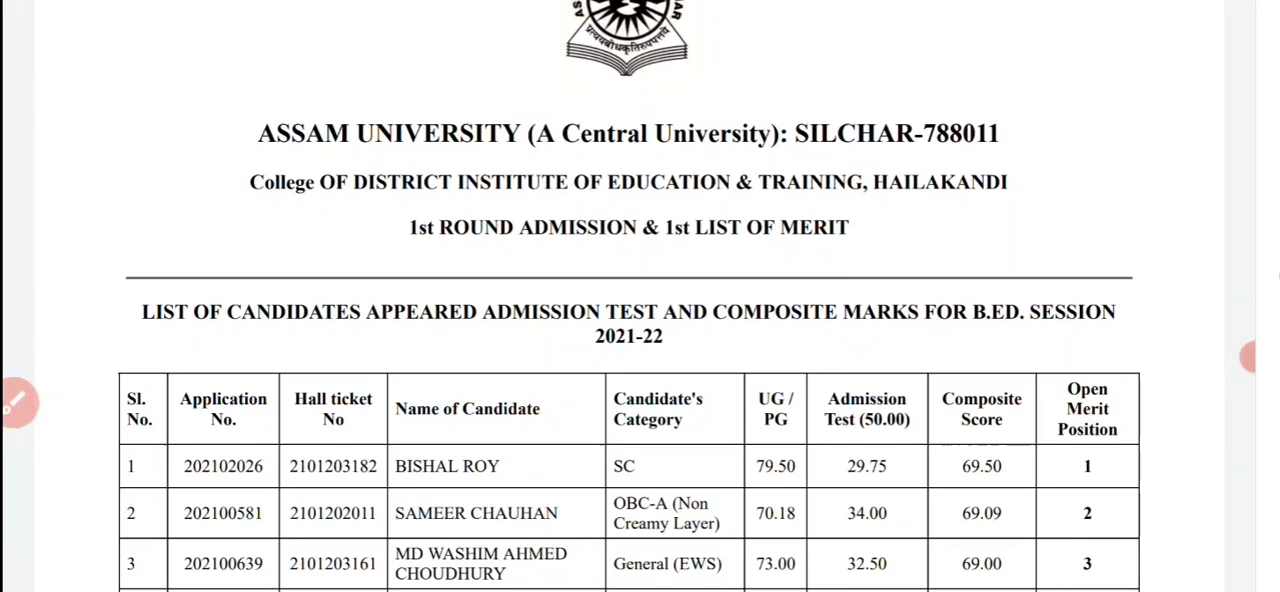 प्रत्ययबोधकृतिरुपपत्तये
ASSAM UNIVERSITY (A Central University): SILCHAR-788011
College OF DISTRICT INSTITUTE OF EDUCATION & TRAINING, HAILAKANDI
1st ROUND ADMISSION & 1st LIST OF MERIT
LIST OF CANDIDATES APPEARED ADMISSION TEST AND COMPOSITE MARKS FOR B.ED. SESSION
2021-22
Sl. No. Application No. Hall ticket No Name of Candidate Candidate's Category UG / PG Admission Test (50.00) Composite Score Open Merit Position
1 202102026 2101203182 BISHAL ROY SC 79.50 29.75 69.50 1
2 202100581 2101202011 SAMEER CHAUHAN OBC-A (Non Creamy Layer) 70.18 34.00 69.09 2
3 202100639 2101203161 MD WASHIM AHMED CHOUDHURY General (EWS) 73.00 32.50 69.00 3